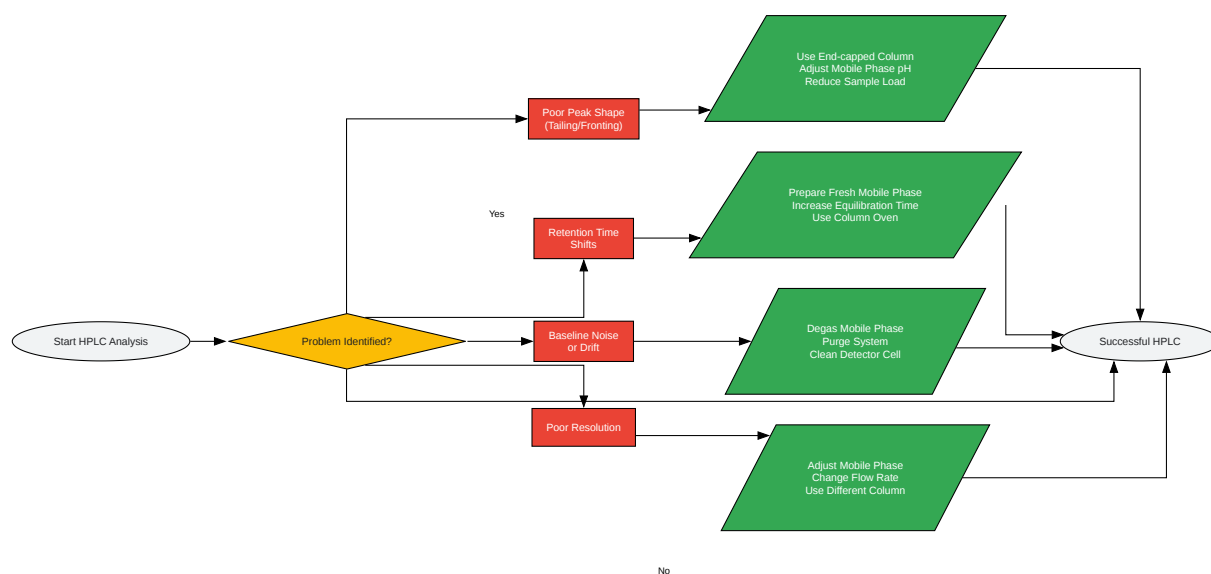 Use End-capped Column
Adjust Mobile Phase pH
Reduce Sample Load
Poor Peak Shape
(Tailing/Fronting)
Prepare Fresh Mobile Phase
Increase Equilibration Time
Use Column Oven
Yes
Retention Time
Shifts
Start HPLC Analysis
Problem Identified?
Baseline Noise
or Drift
Degas Mobile Phase
Purge System
Clean Detector Cell
Successful HPLC
Poor Resolution
Adjust Mobile Phase
Change Flow Rate
Use Different Column
No